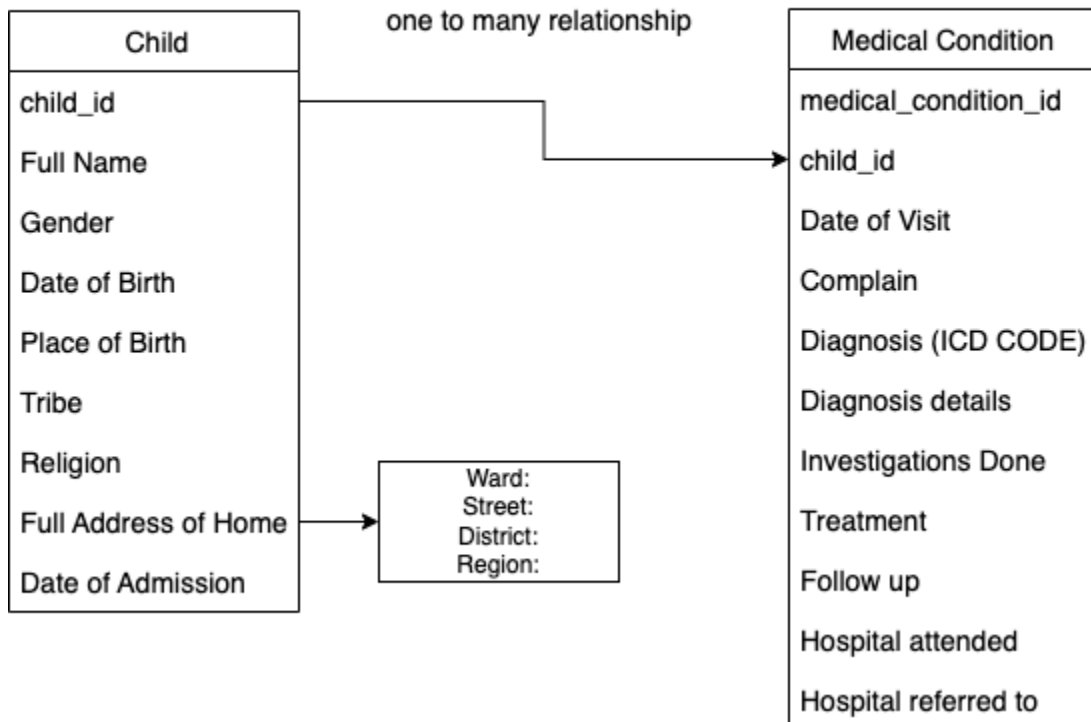 one to many relationship
Child
child_id
Full Name
Gender
Date of Birth
Place of Birth
Tribe
Religion
Full Address of Home
Date of Admission
Ward:
Street:
District:
Region:
Medical Condition
medical_condition_id
child_id
Date of Visit
Complain
Diagnosis (ICD CODE)
Diagnosis details
Investigations Done
Treatment
Follow up
Hospital attended
Hospital referred to